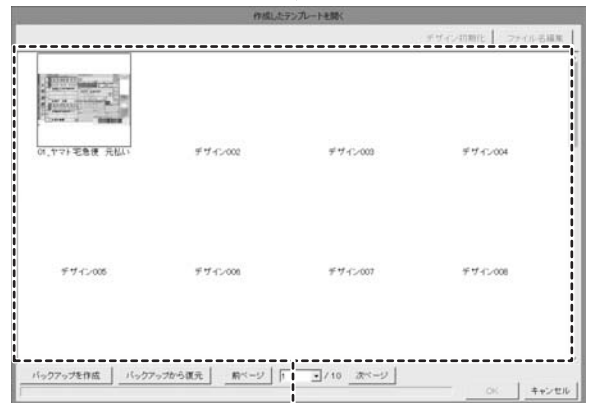 作成したテンプレートを開く
デザイン初期化 ファイル名編集
01_ヤマト宅急便 元払い デザイン002 デザイン003 デザイン004
デザイン005 デザイン006 デザイン007 デザイン008
バックアップを作成 バックアップから復元 前ページ 1 / 10 次ページ
OK キャンセル